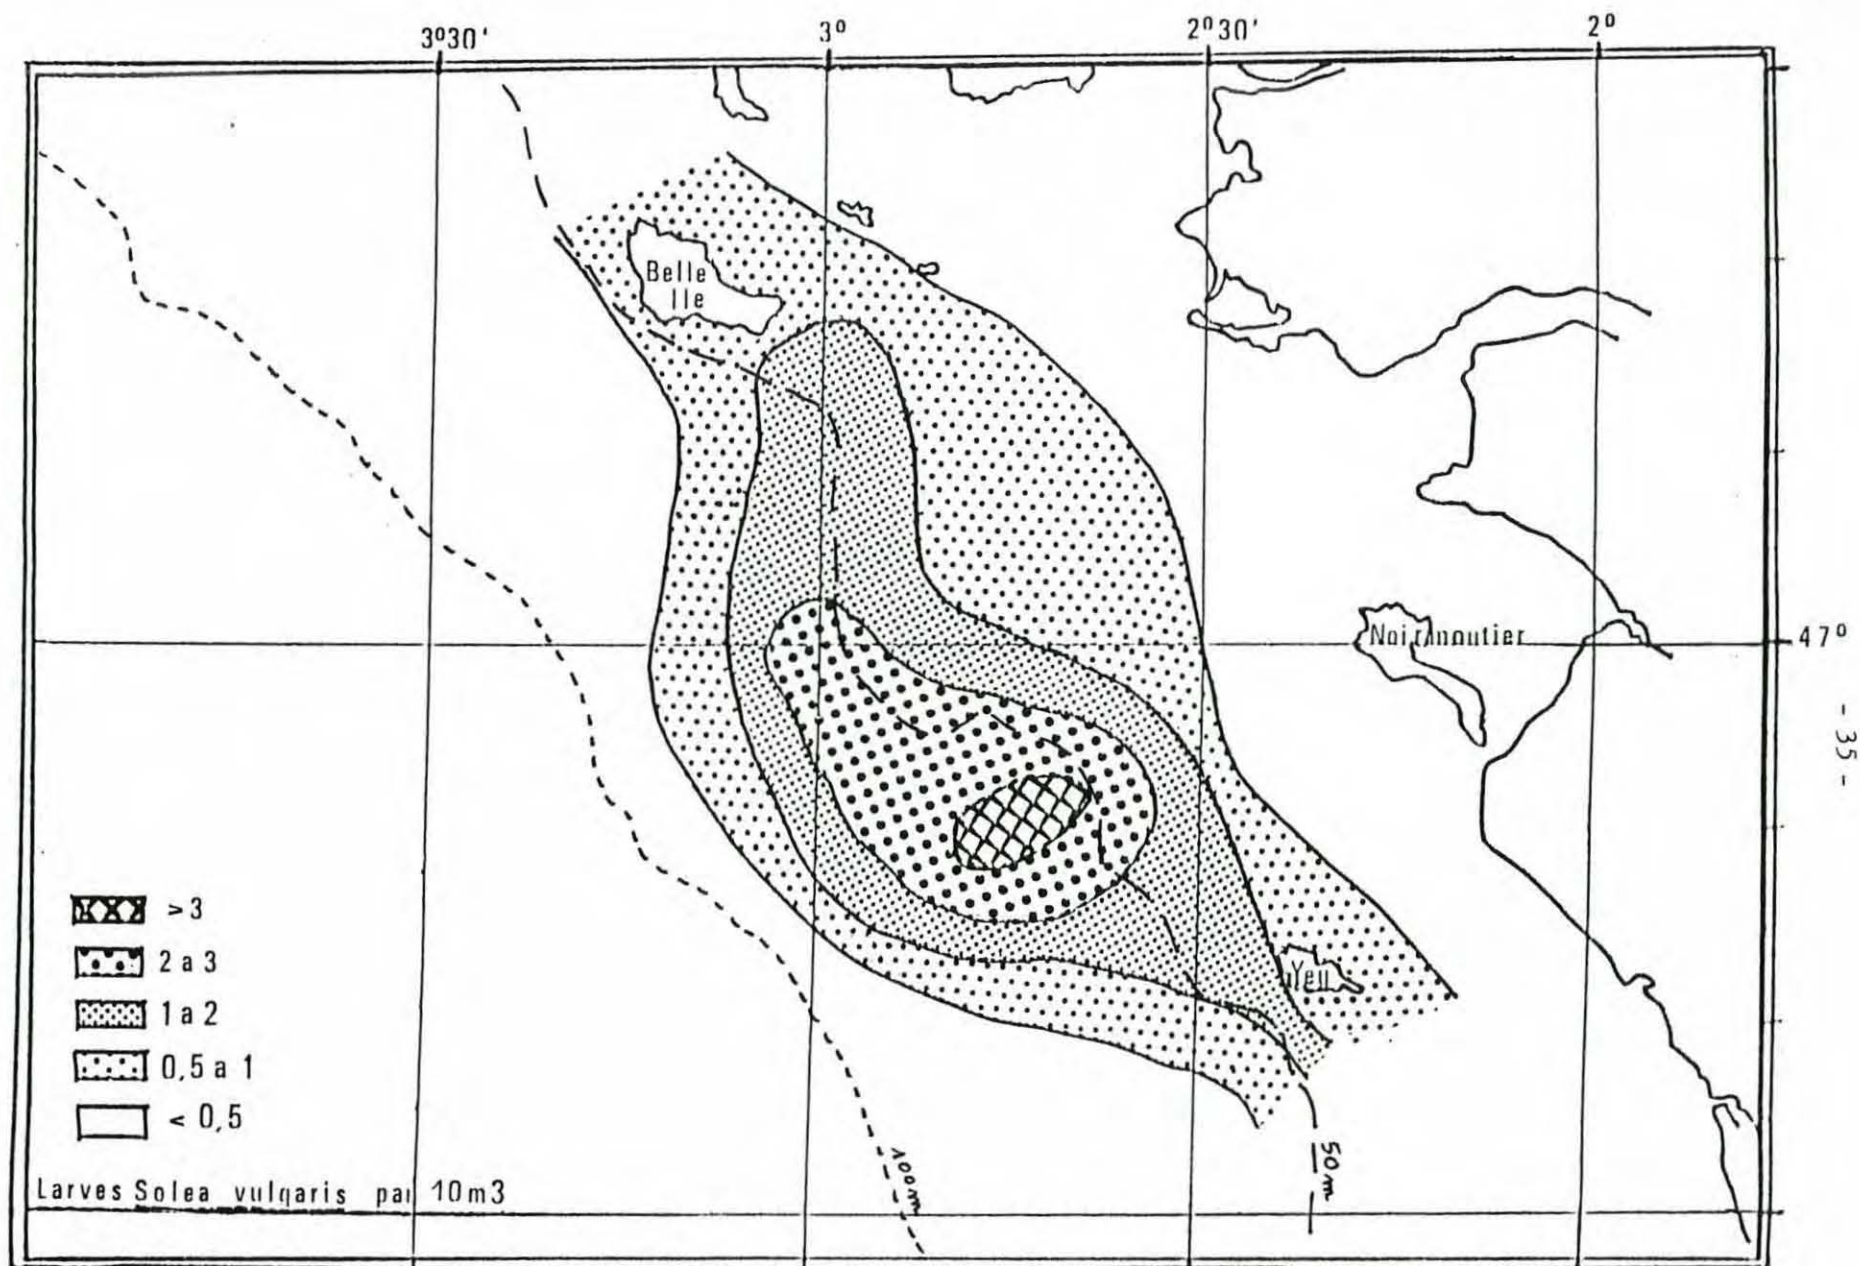 3°30' 3° 2°30' 2°
Belle
Ile
Noirmoutier
47°
- 35 -
Yeu
> 3
2 a 3
1 a 2
0,5 a 1
< 0,5
100m
50m
Larves Solea vulgaris par 10m3